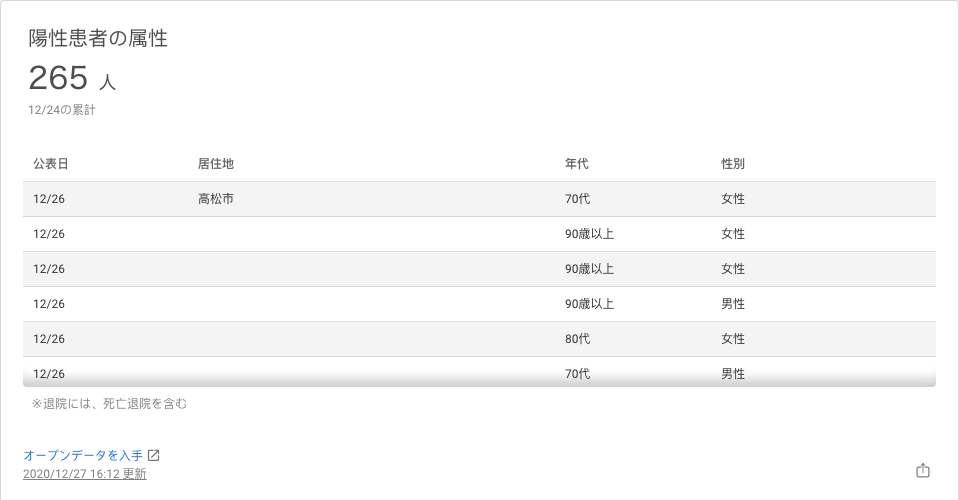 陽性患者の属性
265 人
12/24の累計
公表日 居住地 年代 性別
12/26 高松市 70代 女性
12/26 90歳以上 女性
12/26 90歳以上 女性
12/26 90歳以上 男性
12/26 80代 女性
12/26 70代 男性
※退院には、死亡退院を含む
オープンデータを入手
2020/12/27 16:12 更新